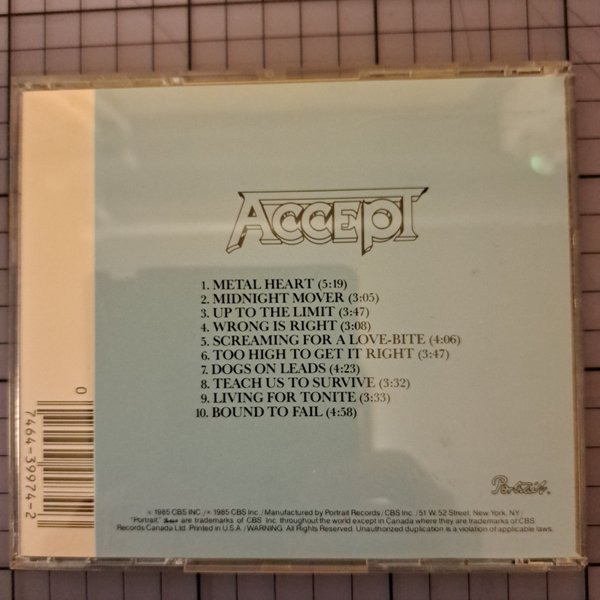 ACCEPT
1. METAL HEART (5:19)
2. MIDNIGHT MOVER (3:05)
3. UP TO THE LIMIT (3:47)
4. WRONG IS RIGHT (3:08)
5. SCREAMING FOR A LOVE-BITE (4:06)
6. TOO HIGH TO GET IT RIGHT (3:47)
7. DOGS ON LEADS (4:23)
8. TEACH US TO SURVIVE (3:32)
9. LIVING FOR TONITE (3:33)
10. BOUND TO FAIL (4:58)
0
7464-39974-2
Portrait.
℗ 1985 CBS INC./© 1985 CBS Inc./Manufactured by Portrait Records/CBS Inc./51 W. 52 Street, New York, NY/
"Portrait," are trademarks of CBS Inc. throughout the world except in Canada where they are trademarks of CBS
Records Canada Ltd. Printed in U.S.A./WARNING: All Rights Reserved. Unauthorized duplication is a violation of applicable laws.